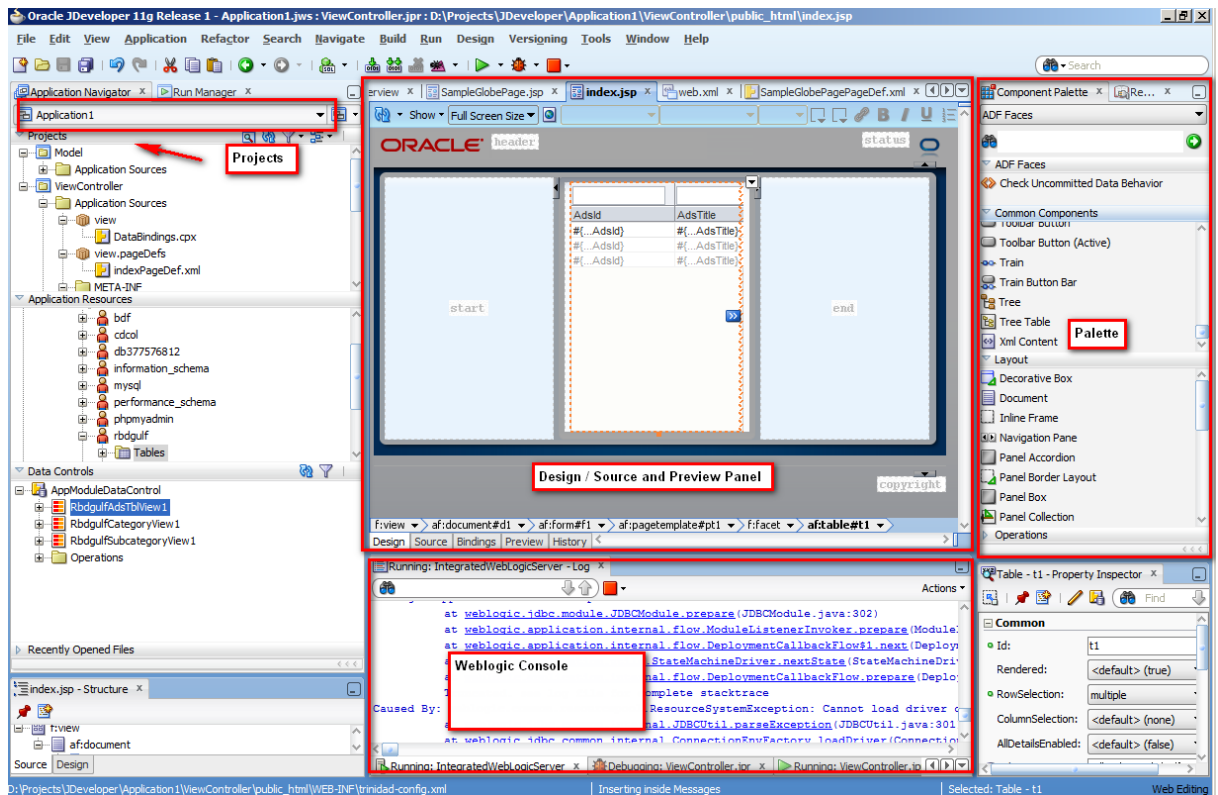 Oracle JDeveloper 11g Release 1 - Application1.jws : ViewController.jpr : D:\Projects\JDeveloper\Application1\ViewController\public_html\index.jsp
File Edit View Application Refactor Search Navigate Build Run Design Versioning Tools Window Help
Search
Application Navigator x Run Manager x
Application1
Projects
Projects
Model
Application Sources
ViewController
Application Sources
view
DataBindings.cpx
view.pageDefs
indexPageDef.xml
META-INF
Application Resources
bdf
cdcol
db377576812
information_schema
mysql
performance_schema
phpmyadmin
rbdgulf
Tables
Data Controls
AppModuleDataControl
RbdgulfAdsTblView1
RbdgulfCategoryView1
RbdgulfSubcategoryView1
Operations
Recently Opened Files
index.jsp - Structure x
f:view
af:document
Source Design
erview x SampleGlobePage.jsp x index.jsp x web.xml x SampleGlobePagePageDef.xml x
Show Full Screen Size B I U
ORACLE header status
AdsId AdsTitle
#{...AdsId} #{...AdsTitle}
#{...AdsId} #{...AdsTitle}
#{...AdsId} #{...AdsTitle}
start end
Design / Source and Preview Panel
copyright
f:view af:document#d1 af:form#f1 af:pagetemplate#pt1 f:facet af:table#t1
Design Source Bindings Preview History
Running: IntegratedWebLogicServer - Log x
Actions
at weblogic.jdbc.module.JDBCModule.prepare(JDBCModule.java:302)
at weblogic.application.internal.flow.ModuleListenerInvoker.prepare(Module
at weblogic.application.internal.flow.DeploymentCallbackFlow$1.next(Deploy
.StateMachineDriver.nextState(StateMachineDri
.flow.DeploymentCallbackFlow.prepare(Deplo
mplete stacktrace
Caused By: .ResourceSystemException: Cannot load driver
.internal.JDBCUtil.parseException(JDBCUtil.java:301
at weblogic.jdbc.common.internal.ConnectionEnvFactory.loadDriver(Connectio
Weblogic Console
Running: IntegratedWebLogicServer x Debugging: ViewController.jpr x Running: ViewController.jp
Component Palette x Re... x
ADF Faces
ADF Faces
Check Uncommitted Data Behavior
Common Components
Toolbar Button
Toolbar Button (Active)
Train
Train Button Bar
Tree
Tree Table
Xml Content
Palette
Layout
Decorative Box
Document
Inline Frame
Navigation Pane
Panel Accordion
Panel Border Layout
Panel Box
Panel Collection
Operations
Table - t1 - Property Inspector x
Find
Common
Id: t1
Rendered: <default> (true)
RowSelection: multiple
ColumnSelection: <default> (none)
AllDetailsEnabled: <default> (false)
D:\Projects\JDeveloper\Application1\ViewController\public_html\WEB-INF\trinidad-config.xml Inserting inside Messages Selected: Table - t1 Web Editing